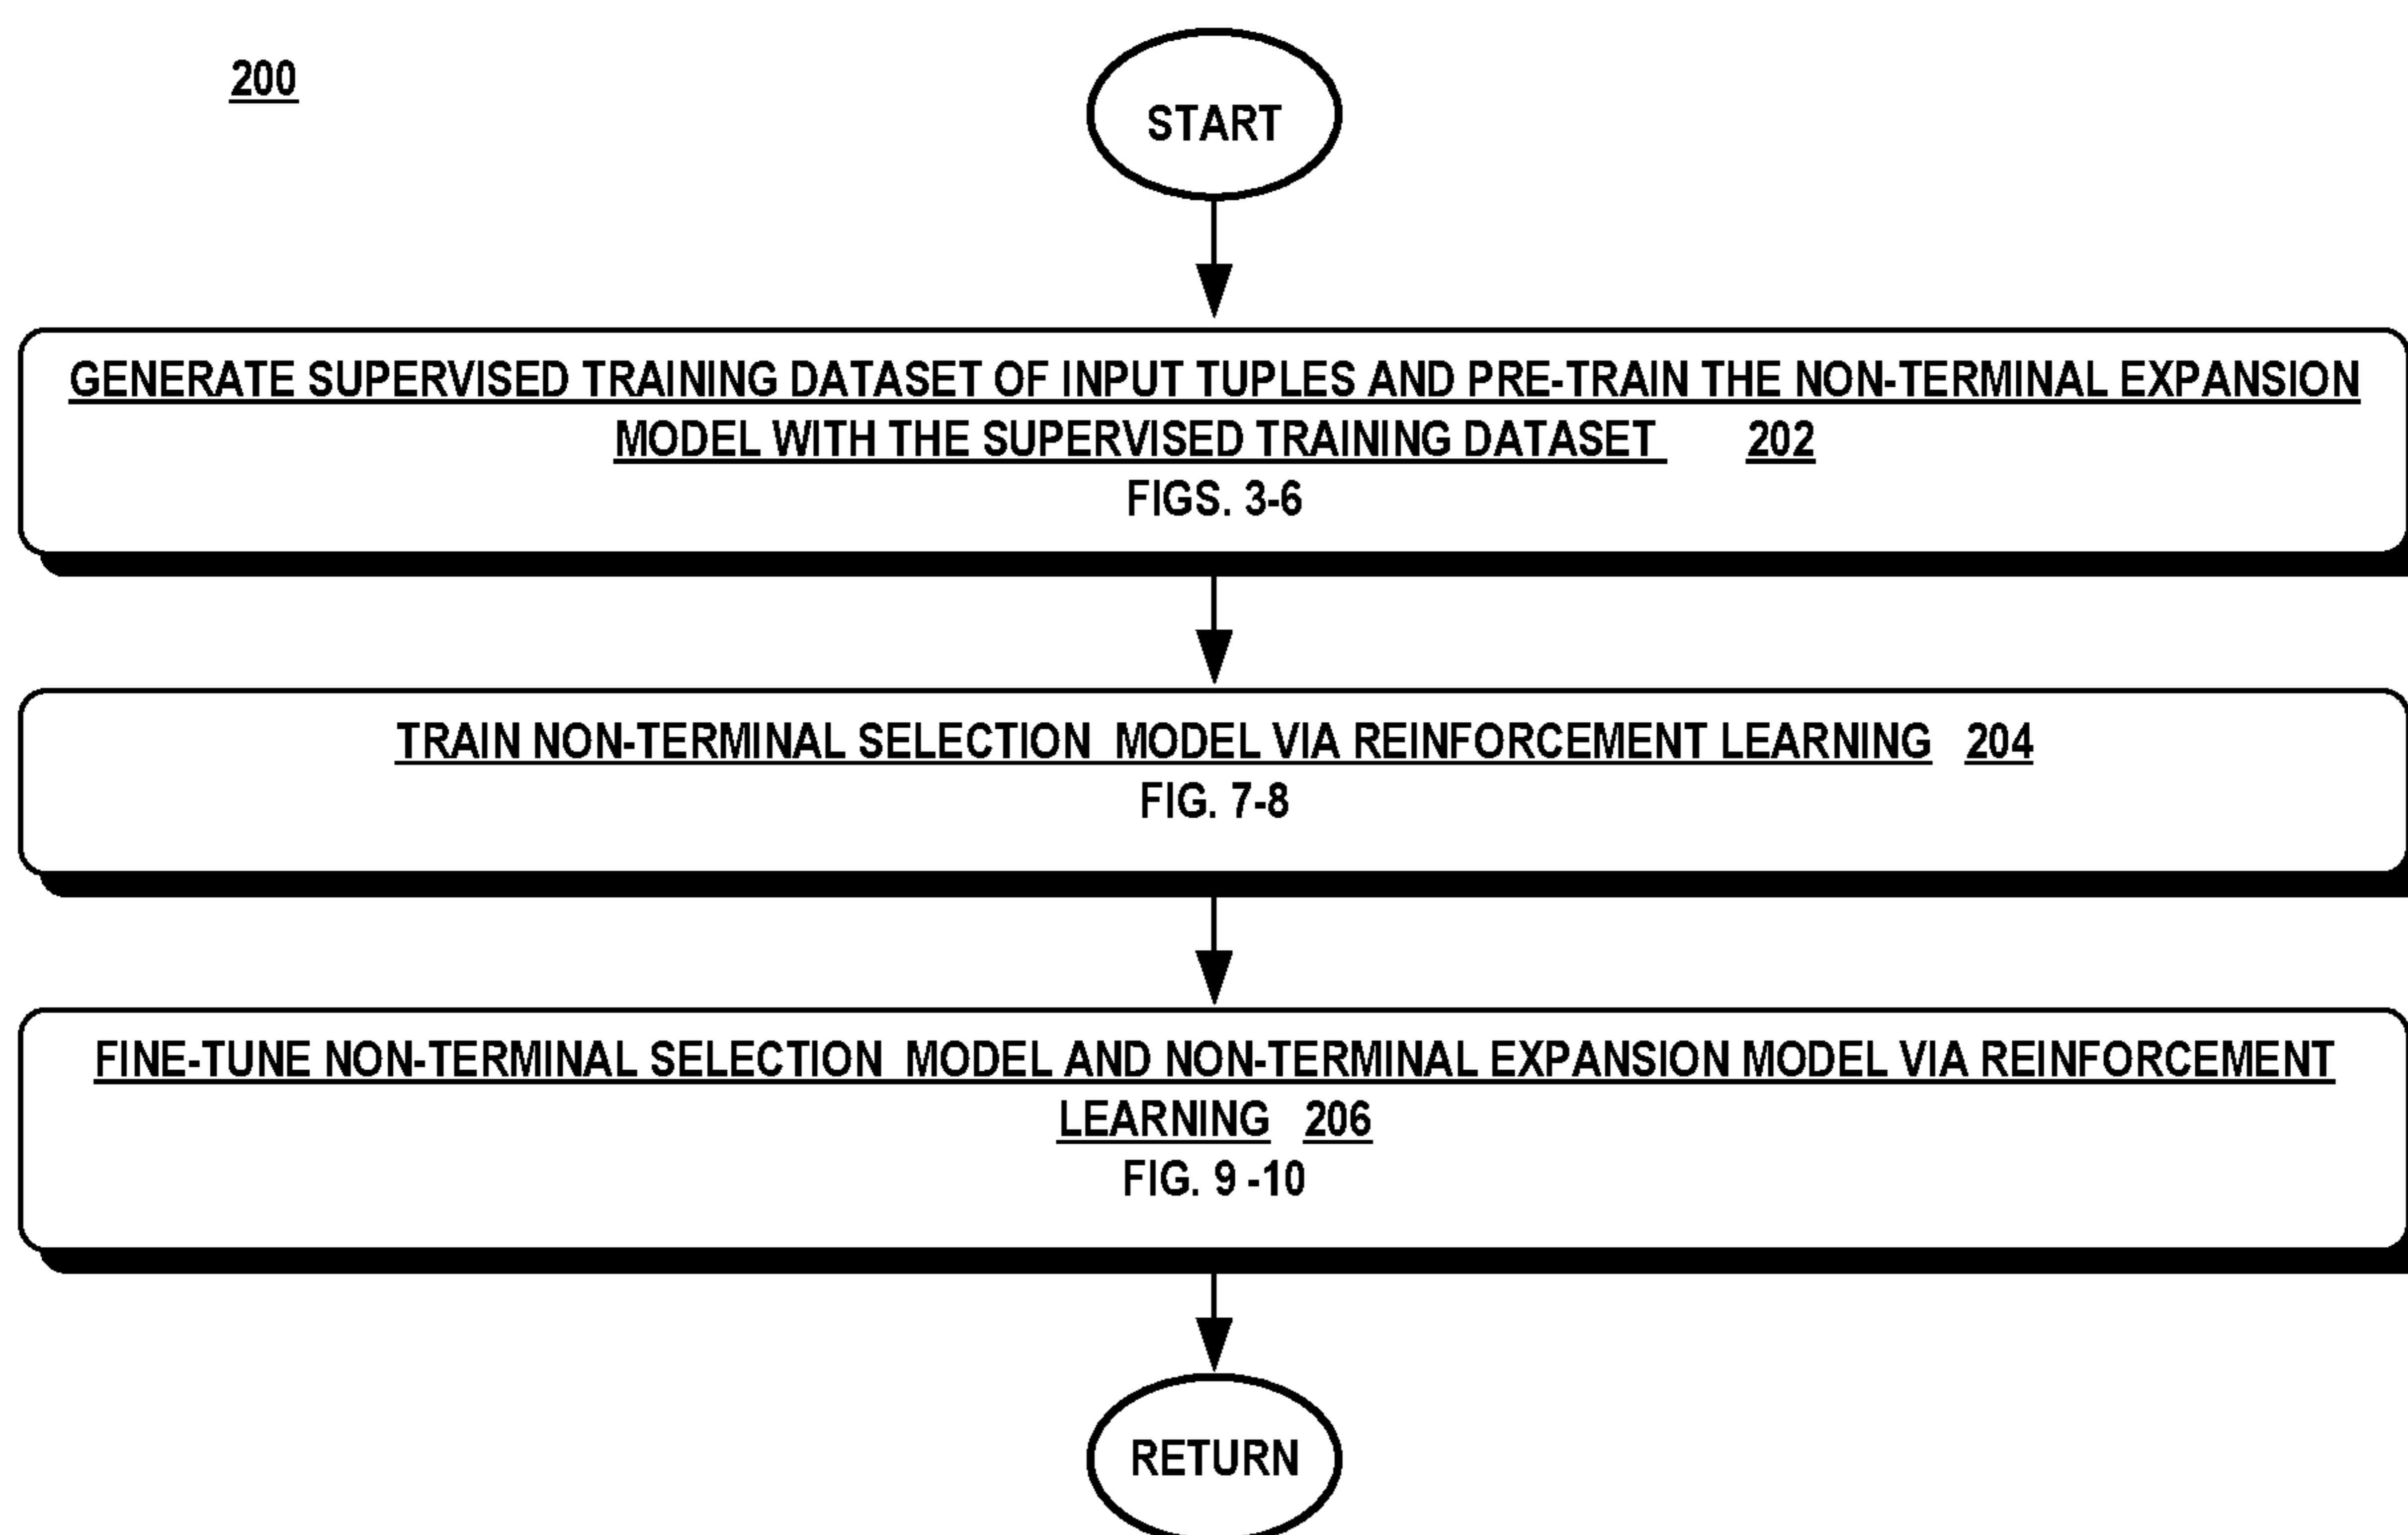 200
START
GENERATE SUPERVISED TRAINING DATASET OF INPUT TUPLES AND PRE-TRAIN THE NON-TERMINAL EXPANSION
MODEL WITH THE SUPERVISED TRAINING DATASET 202
FIGS. 3-6
TRAIN NON-TERMINAL SELECTION MODEL VIA REINFORCEMENT LEARNING 204
FIG. 7-8
FINE-TUNE NON-TERMINAL SELECTION MODEL AND NON-TERMINAL EXPANSION MODEL VIA REINFORCEMENT
LEARNING 206
FIG. 9 -10
RETURN